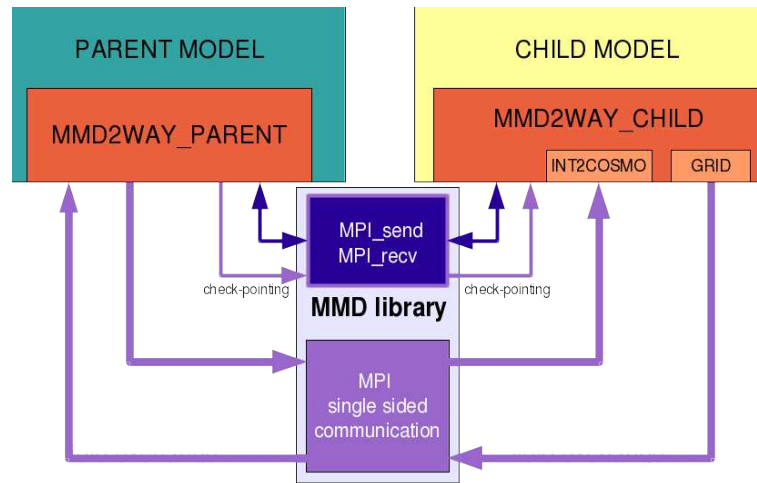 PARENT MODEL
CHILD MODEL
MMD2WAY_PARENT
MMD2WAY_CHILD
INT2COSMO
GRID
MPI_send
MPI_recv
check-pointing
check-pointing
MMD library
MPI
single sided
communication